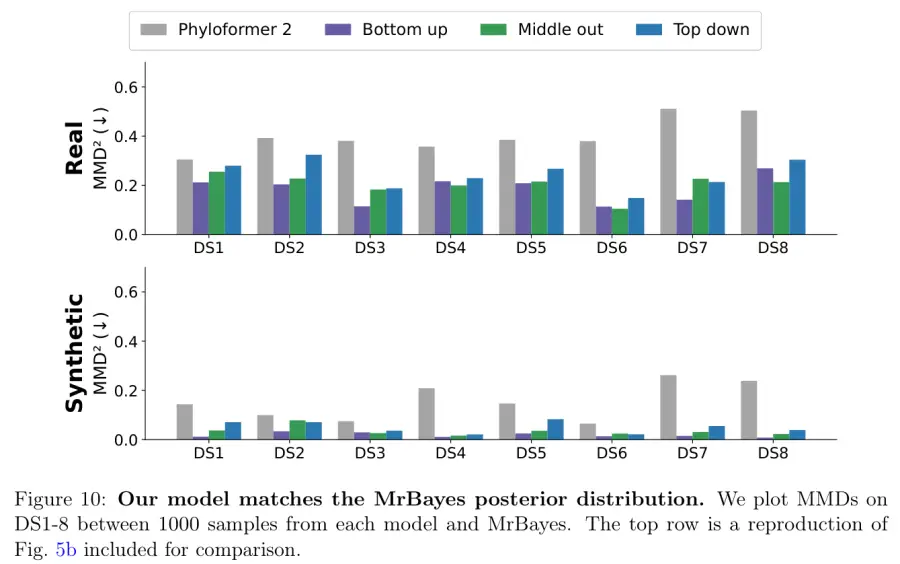 Phyloformer 2 Bottom up Middle out Top down
Real
MMD² (↓)
0.6
0.4
0.2
0.0
DS1 DS2 DS3 DS4 DS5 DS6 DS7 DS8
Synthetic
MMD² (↓)
0.6
0.4
0.2
0.0
DS1 DS2 DS3 DS4 DS5 DS6 DS7 DS8
Figure 10: Our model matches the MrBayes posterior distribution. We plot MMDs on
DS1-8 between 1000 samples from each model and MrBayes. The top row is a reproduction of
Fig. 5b included for comparison.